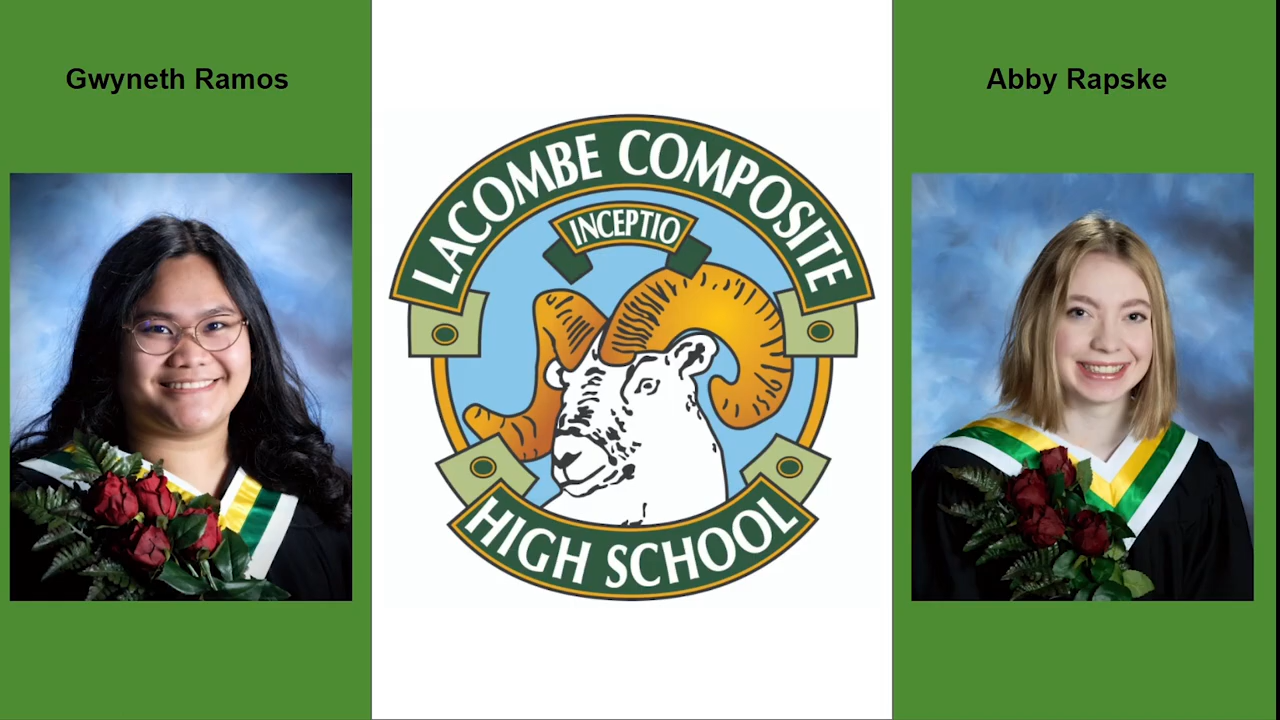 Gwyneth Ramos
LACOMBE COMPOSITE
INCEPTIO
HIGH SCHOOL
Abby Rapske